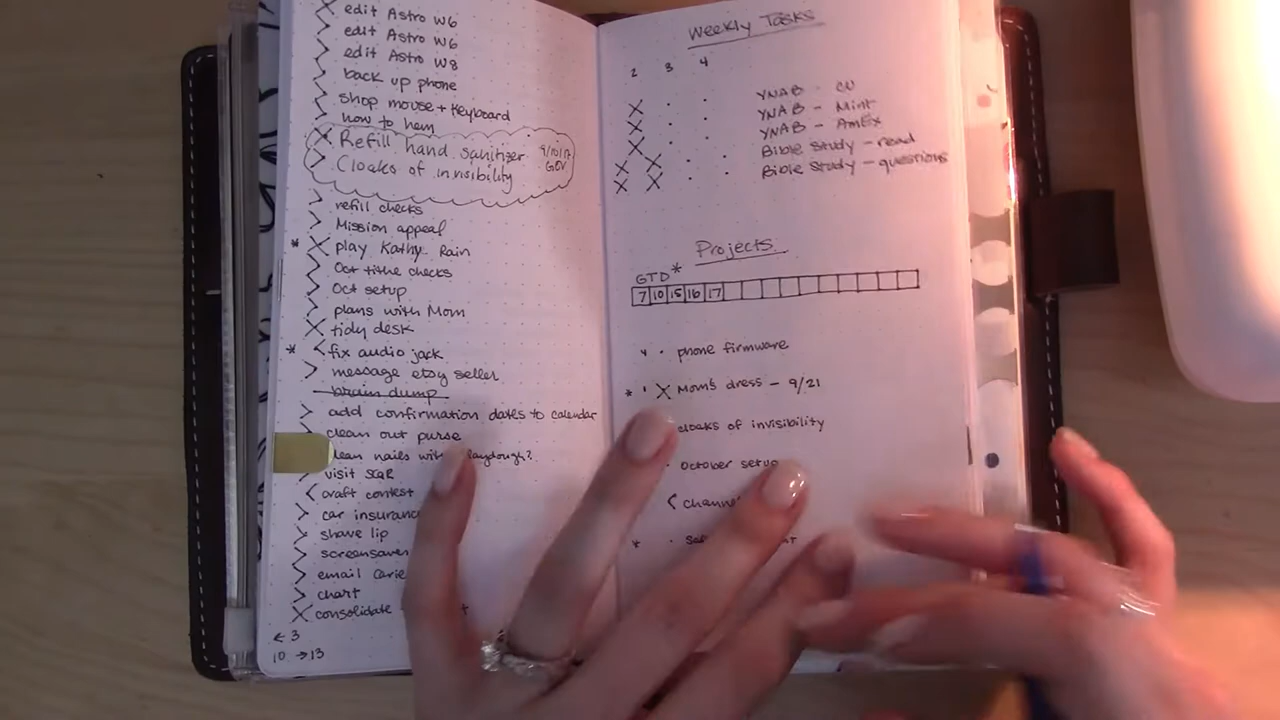 X edit Astro W6
> edit Astro W6
> edit Astro W8
> back up phone
> shop mouse + keyboard
> how to hem
X Refill hand sanitizer
> Cloaks of invisibility
9/10/17
GOV
> refill checks
> Mission appeal
* X play Kathy Rain
> Oct tithe checks
> Oct setup
> plans with Mom
X tidy desk
* < fix audio jack
> message etsy seller
brain dump
> add confirmation dates to calendar
> clean out purse
clean nails with playdough?
visit
< craft contest
> car insurance
> shave lip
> screensaver
> email
> chart
X consolidate
← 3
10 → 13
Weekly Tasks
2 3 4
X · · YNAB - CU
X · · YNAB - Mint
X · · YNAB - AmEx
X X · · Bible Study - read
X X · · Bible Study - questions
Projects
GTD *
7 10 15 16 17
· phone firmware
* ' X Mom's dress - 9/21
cloaks of invisibility
· October setup
< channe
* ·